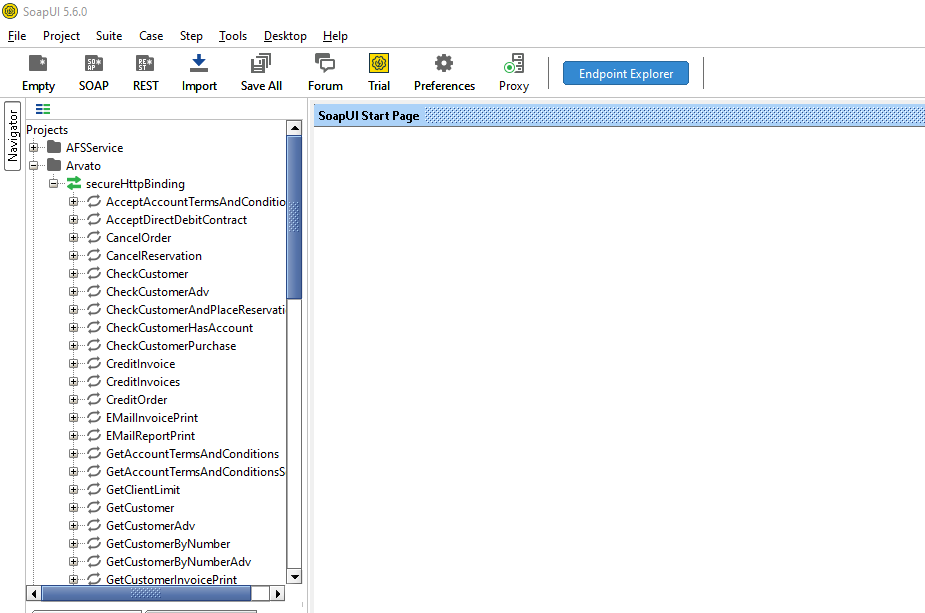 SoapUI 5.6.0
File Project Suite Case Step Tools Desktop Help
Empty SOAP REST Import Save All Forum Trial Preferences Proxy Endpoint Explorer
Navigator
SoapUI Start Page
Projects
AFSService
Arvato
secureHttpBinding
AcceptAccountTermsAndConditio
AcceptDirectDebitContract
CancelOrder
CancelReservation
CheckCustomer
CheckCustomerAdv
CheckCustomerAndPlaceReservati
CheckCustomerHasAccount
CheckCustomerPurchase
CreditInvoice
CreditInvoices
CreditOrder
EMailInvoicePrint
EMailReportPrint
GetAccountTermsAndConditions
GetAccountTermsAndConditionsS
GetClientLimit
GetCustomer
GetCustomerAdv
GetCustomerByNumber
GetCustomerByNumberAdv
GetCustomerInvoicePrint